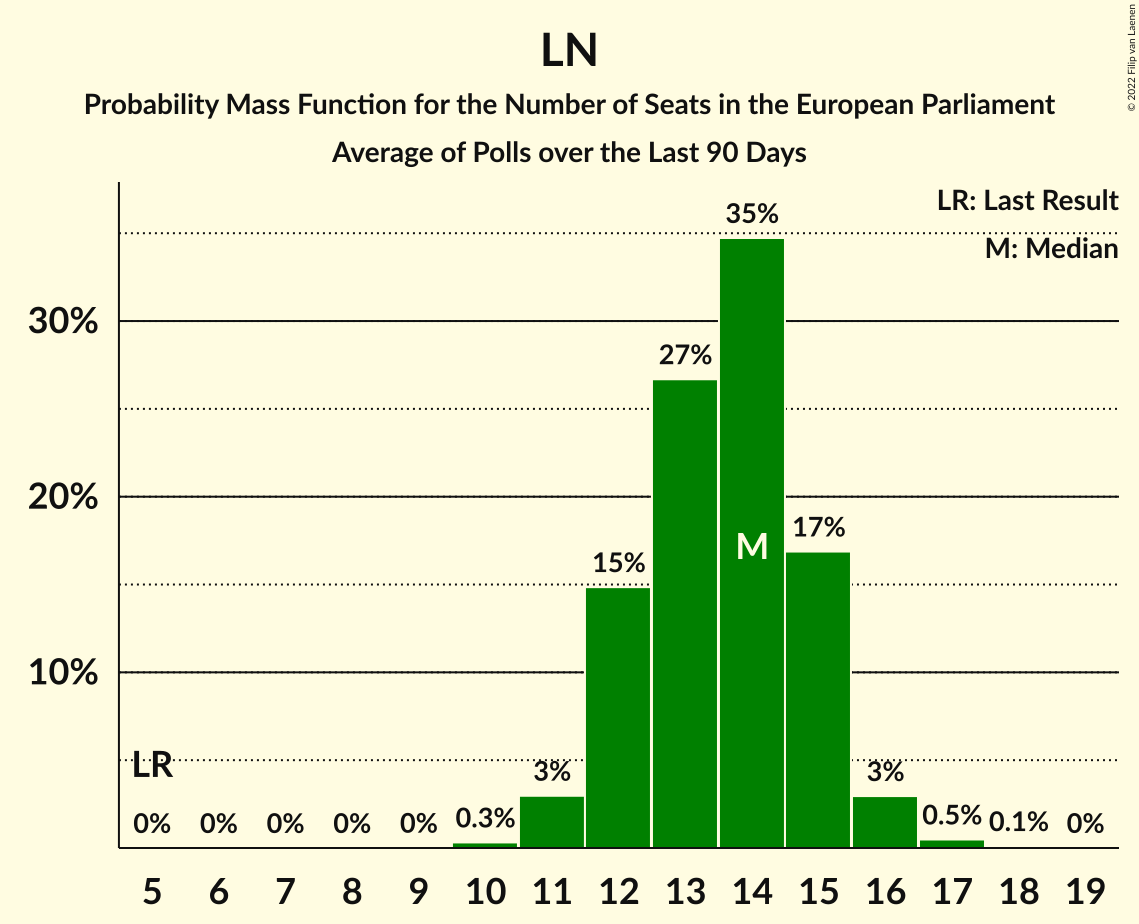 LN
Probability Mass Function for the Number of Seats in the European Parliament
Average of Polls over the Last 90 Days
© 2022 Filip van Laenen
LR: Last Result
M: Median
35%
30%
27%
20%
17%
M
15%
10%
LR
3%
3%
0% 0% 0% 0% 0% 0.3% 0.5% 0.1% 0%
5 6 7 8 9 10 11 12 13 14 15 16 17 18 19